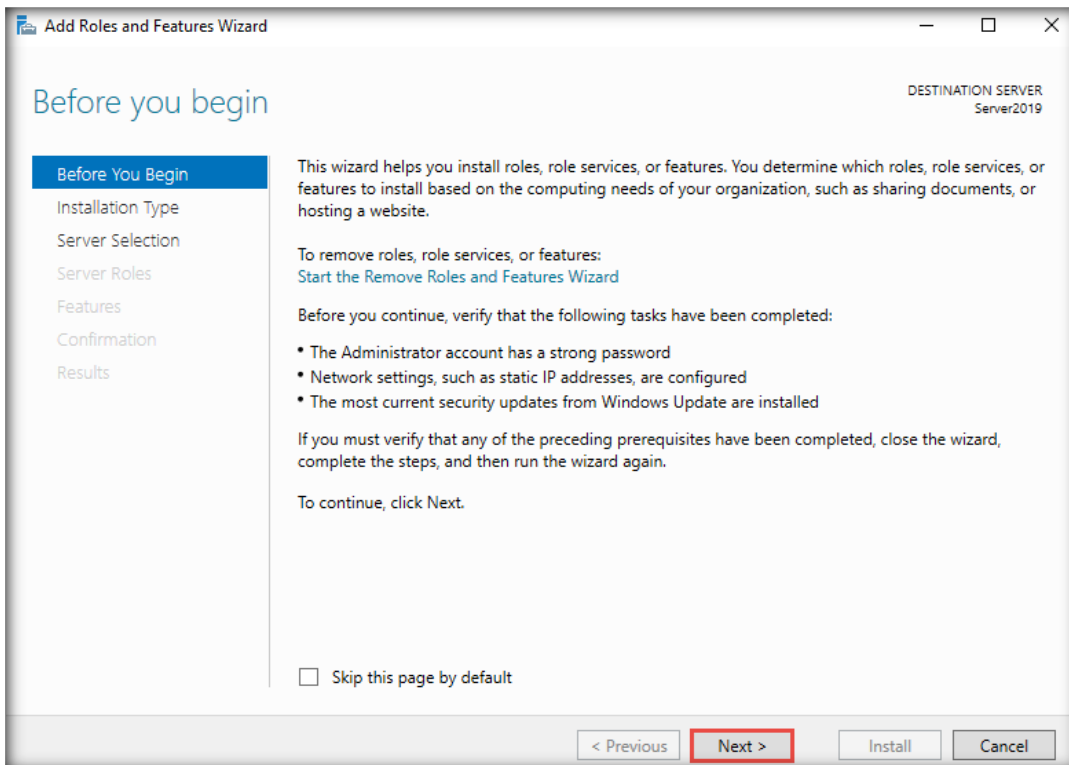 Add Roles and Features Wizard
Before you begin
DESTINATION SERVER
Server2019
Before You Begin
Installation Type
Server Selection
Server Roles
Features
Confirmation
Results
This wizard helps you install roles, role services, or features. You determine which roles, role services, or
features to install based on the computing needs of your organization, such as sharing documents, or
hosting a website.
To remove roles, role services, or features:
Start the Remove Roles and Features Wizard
Before you continue, verify that the following tasks have been completed:
• The Administrator account has a strong password
• Network settings, such as static IP addresses, are configured
• The most current security updates from Windows Update are installed
If you must verify that any of the preceding prerequisites have been completed, close the wizard,
complete the steps, and then run the wizard again.
To continue, click Next.
Skip this page by default
< Previous
Next >
Install
Cancel